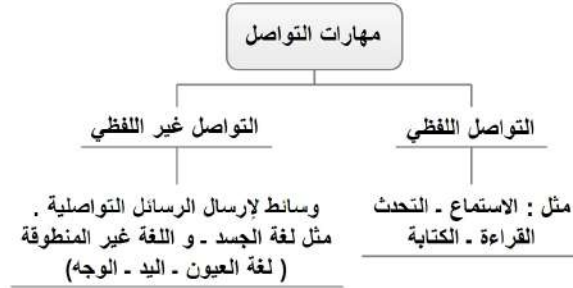 مهارات التواصل
التواصل اللفظي
التواصل غير اللفظي
مثل : الاستماع - التحدث
القراءة - الكتابة
وسائط لإرسال الرسائل التواصلية .
مثل لغة الجسد - و اللغة غير المنطوقة
( لغة العيون - اليد - الوجه)